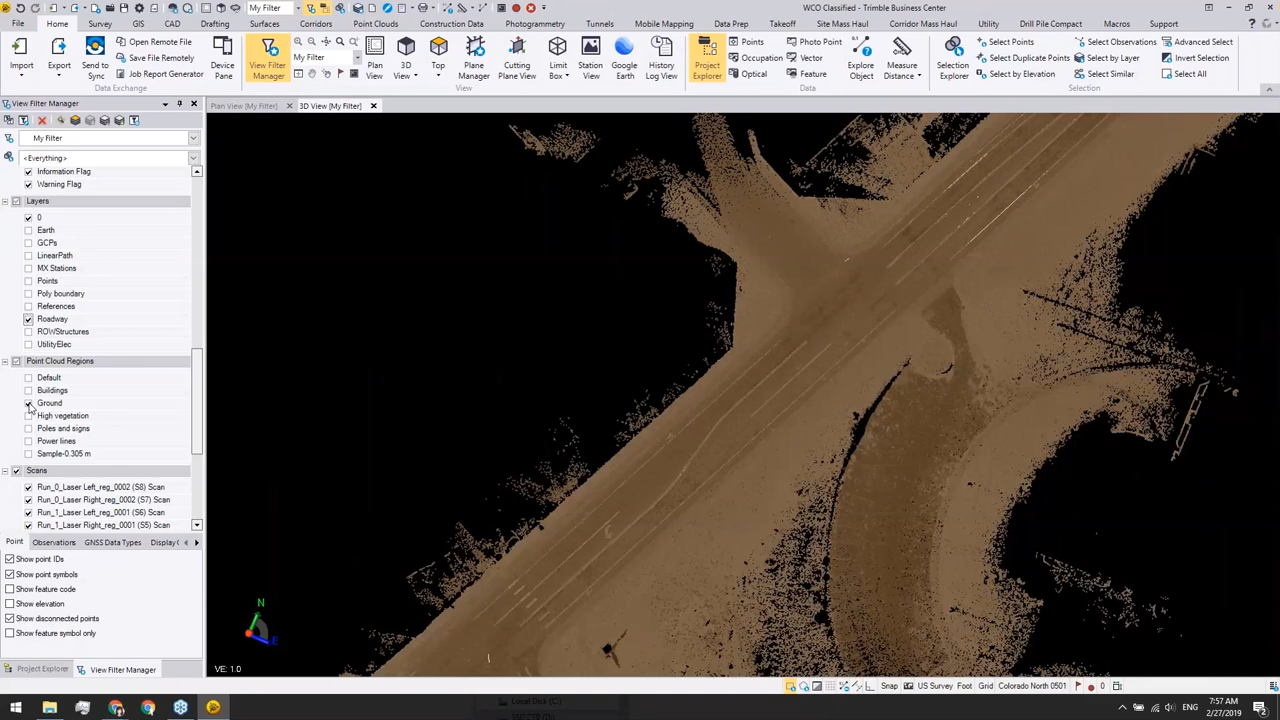 My Filter
WCO Classified - Trimble Business Center
File Home Survey GIS CAD Drafting Surfaces Corridors Point Clouds Construction Data Photogrammetry Tunnels Mobile Mapping Data Prep Takeoff Site Mass Haul Corridor Mass Haul Utility Drill Pile Compact Macros Support
Import Export Send to Sync Open Remote File Save File Remotely Job Report Generator Device Pane
Data Exchange
View Filter Manager My Filter Plan View 3D View Top Plane Manager Cutting Plane View Limit Box Station View Google Earth History Log View
View
Project Explorer Points Occupation Optical Photo Point Vector Feature Explore Object Measure Distance
Data
Selection Explorer Select Points Select Duplicate Points Select by Elevation Select Observations Select by Layer Select Similar Advanced Select Invert Selection Select All
Selection
View Filter Manager
Plan View [My Filter] 3D View [My Filter]
My Filter
<Everything>
Information Flag
Warning Flag
Layers
0
Earth
GCPs
LinearPath
MX Stations
Points
Poly boundary
References
Roadway
ROWStructures
UtilityElec
Point Cloud Regions
Default
Buildings
Ground
High vegetation
Poles and signs
Power lines
Sample-0.305 m
Scans
Run_0_Laser Left_reg_0002 (S8) Scan
Run_0_Laser Right_reg_0002 (S7) Scan
Run_1_Laser Left_reg_0001 (S6) Scan
Run_1_Laser Right_reg_0001 (S5) Scan
Point Observations GNSS Data Types Display
Show point IDs
Show point symbols
Show feature code
Show elevation
Show disconnected points
Show feature symbol only
N
E
VE: 1.0
Project Explorer View Filter Manager
Snap US Survey Foot Grid Colorado North 0501 0
Local Disk (C:)
7:57 AM
2/27/2019